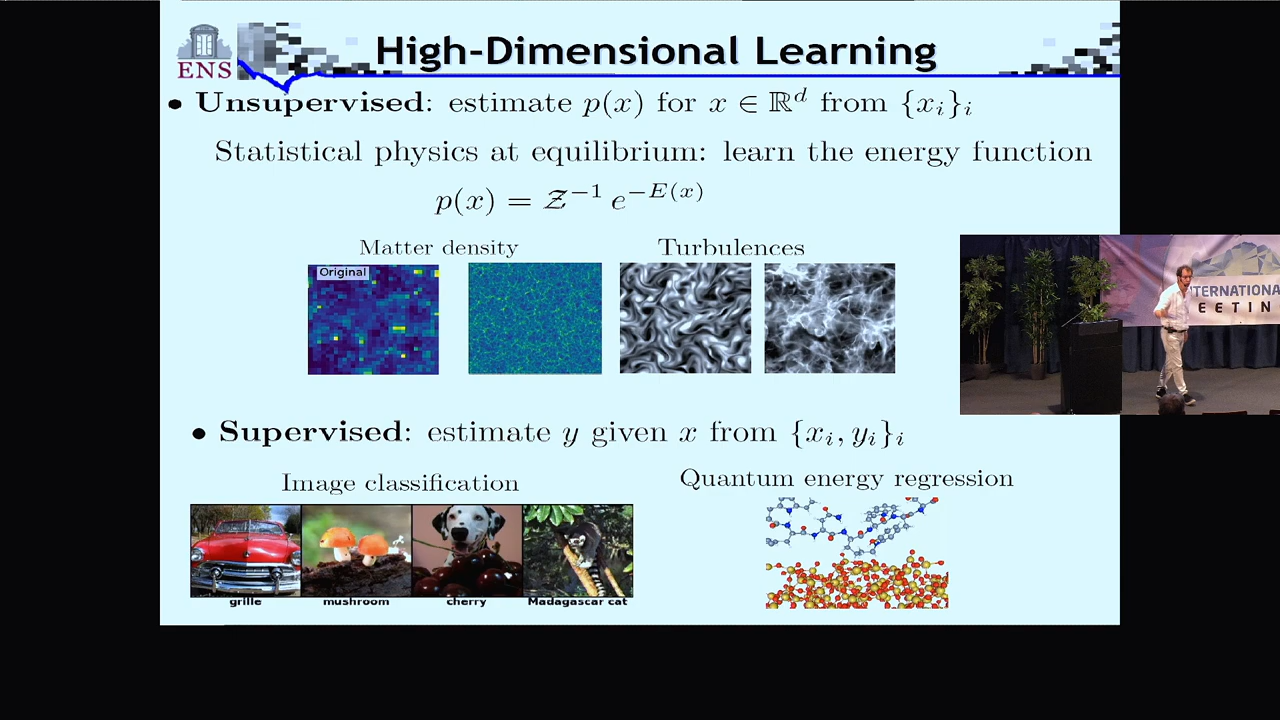 High-Dimensional Learning
ENS
• Unsupervised: estimate p(x) for x ∈ ℝ^d from {x_i}_i
Statistical physics at equilibrium: learn the energy function
p(x) = Z^{-1} e^{-E(x)}
Matter density Turbulences
Original
TERNATIONA
EETIN
• Supervised: estimate y given x from {x_i, y_i}_i
Image classification Quantum energy regression
grille mushroom cherry Madagascar cat